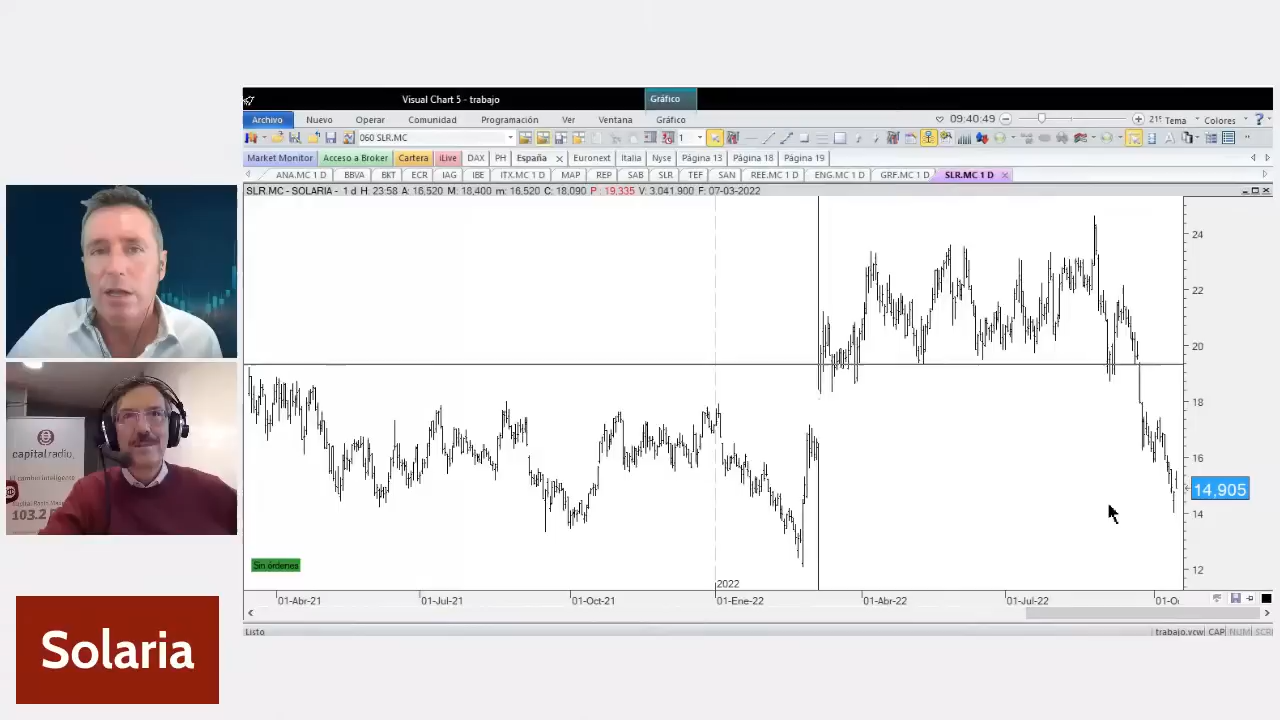 Visual Chart 5 - trabajo
Gráfico
Archivo Nuevo Operar Comunidad Programación Ver Ventana Gráfico
09:40:49
21º Tema Colores
060 SLR.MC
1
Market Monitor Acceso a Broker Cartera iLive DAX PH España Euronext Italia Nyse Página 13 Página 18 Página 19
ANA.MC 1 D BBVA BKT ECR IAG IBE ITX.MC 1 D MAP REP SAB SLR TEF SAN REE.MC 1 D ENG.MC 1 D GRF.MC 1 D SLR.MC 1 D
SLR.MC - SOLARIA - 1 d H: 23:58 A: 18,520 M: 18,400 m: 16,520 C: 18,090 P: 19,335 V: 3.041.900 F: 07-03-2022
24
22
20
18
16
14,905
14
12
Sin órdenes
2022
01-Abr-21 01-Jul-21 01-Oct-21 01-Ene-22 01-Abr-22 01-Jul-22
Listo
trabajo.vcw CAP NUM SCR
capital radio
103.2
Solaria